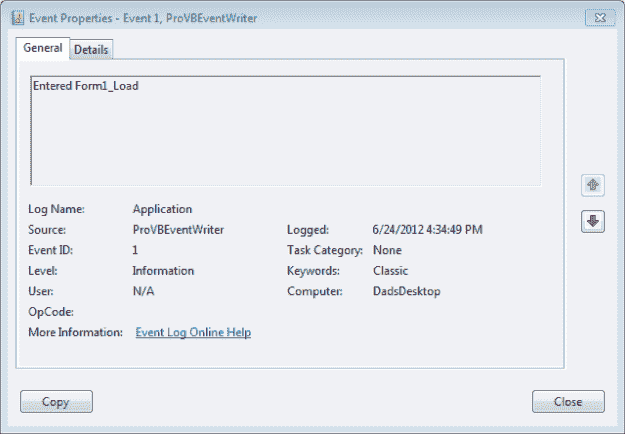 Event Properties - Event 1, ProVBEventWriter
General Details
Entered Form1_Load
Log Name: Application
Source: ProVBEventWriter Logged: 6/24/2012 4:34:49 PM
Event ID: 1 Task Category: None
Level: Information Keywords: Classic
User: N/A Computer: DadsDesktop
OpCode:
More Information: Event Log Online Help
Copy Close